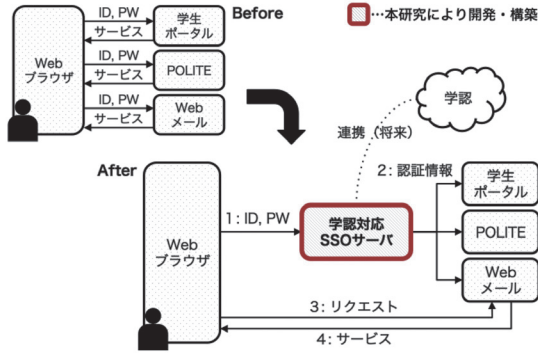 Before
…本研究により開発・構築
Web
ブラウザ
ID, PW
サービス
学生
ポータル
ID, PW
サービス
POLITE
ID, PW
サービス
Web
メール
学認
連携（将来）
After
Web
ブラウザ
1：ID, PW
学認対応
SSOサーバ
2：認証情報
学生
ポータル
POLITE
Web
メール
3：リクエスト
4：サービス